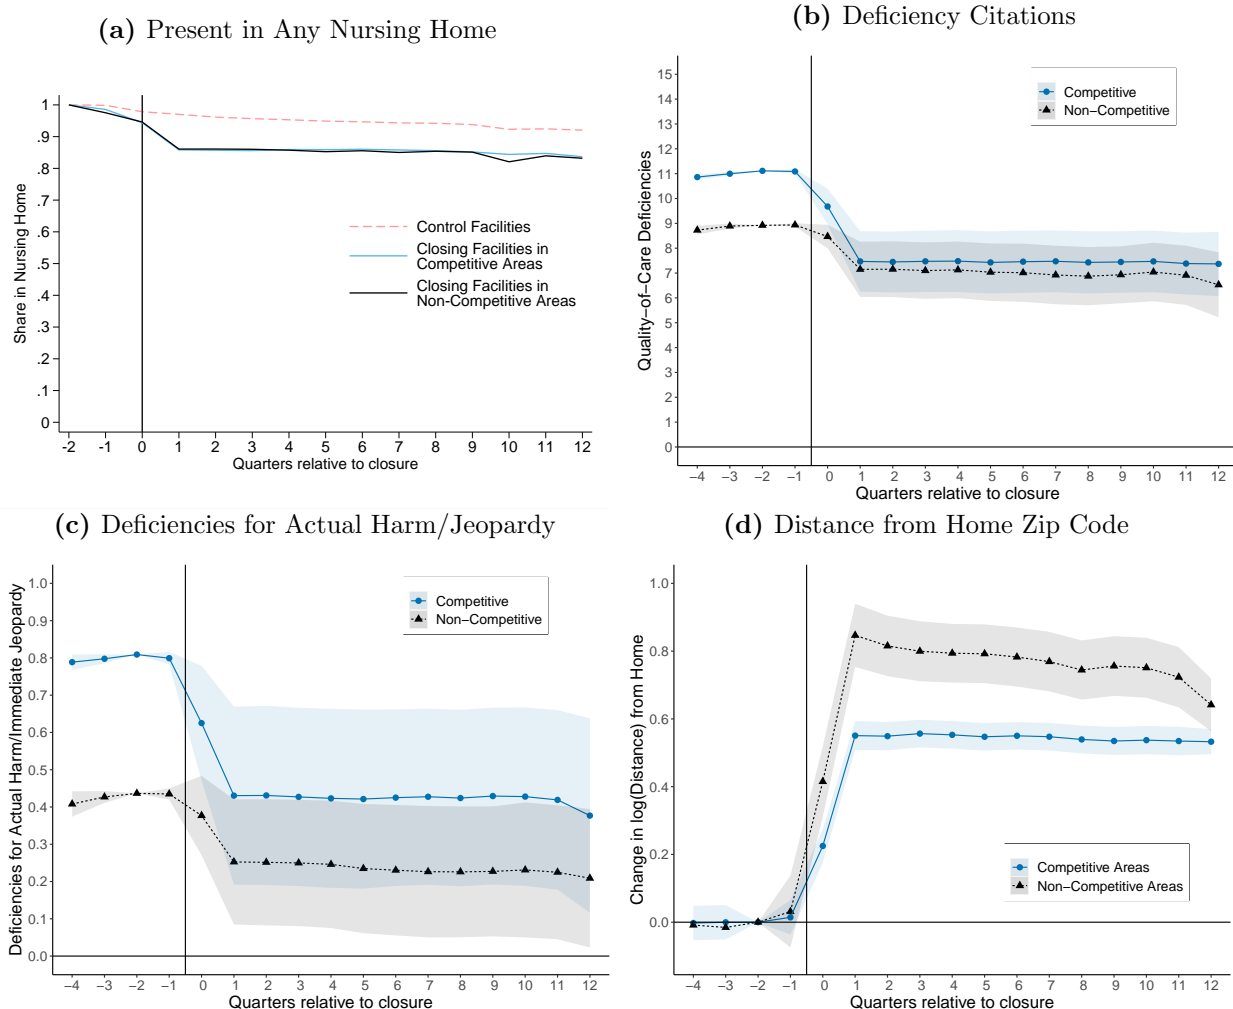 (a) Present in Any Nursing Home
1
.9
.8
.7
.6
.5
.4
.3
.2
.1
0
Share in Nursing Home
Control Facilities
Closing Facilities in
Competitive Areas
Closing Facilities in
Non-Competitive Areas
-2 -1 0 1 2 3 4 5 6 7 8 9 10 11 12
Quarters relative to closure
(b) Deficiency Citations
15
14
13
12
11
10
9
8
7
6
5
4
3
2
1
0
Quality-of-Care Deficiencies
Competitive
Non-Competitive
-4 -3 -2 -1 0 1 2 3 4 5 6 7 8 9 10 11 12
Quarters relative to closure
(c) Deficiencies for Actual Harm/Jeopardy
1.0
0.9
0.8
0.7
0.6
0.5
0.4
0.3
0.2
0.1
0.0
Deficiencies for Actual Harm/Immediate Jeopardy
Competitive
Non-Competitive
-4 -3 -2 -1 0 1 2 3 4 5 6 7 8 9 10 11 12
Quarters relative to closure
(d) Distance from Home Zip Code
1.0
0.8
0.6
0.4
0.2
0.0
Change in log(Distance) from Home
Competitive Areas
Non-Competitive Areas
-4 -3 -2 -1 0 1 2 3 4 5 6 7 8 9 10 11 12
Quarters relative to closure